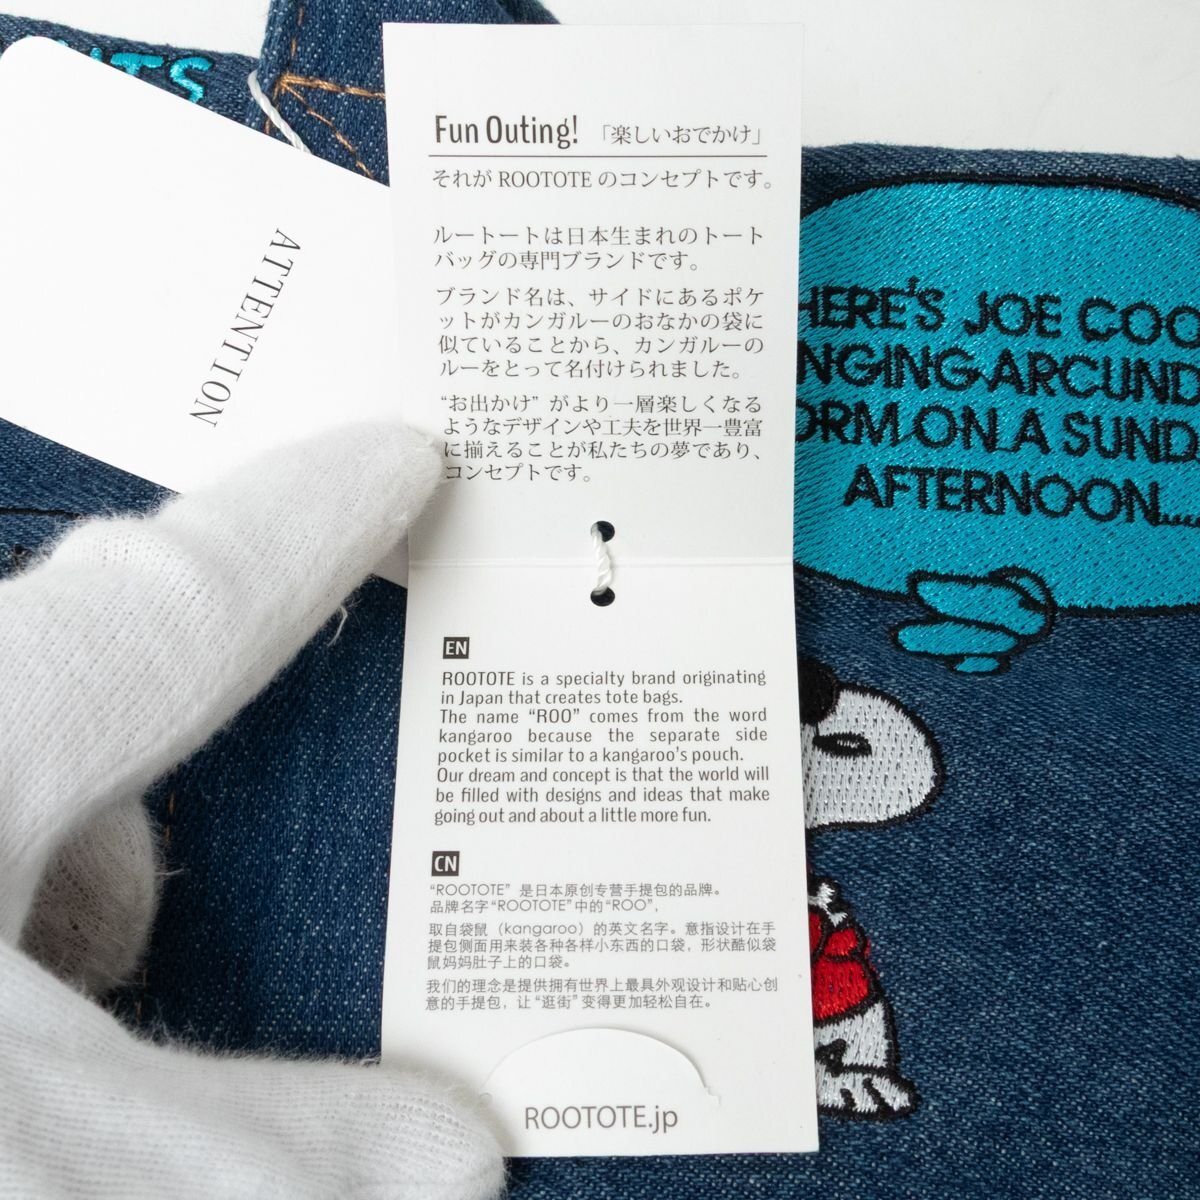 ATTENTION
Fun Outing! 「楽しいおでかけ」
それが ROOTOTE のコンセプトです。
ルートートは日本生まれのトート
バッグの専門ブランドです。
ブランド名は、サイドにあるポケ
ットがカンガルーのおなかの袋に
似ていることから、カンガルーの
ルーをとって名付けられました。
“お出かけ” がより一層楽しくなる
ようなデザインや工夫を世界一豊富
に揃えることが私たちの夢であり、
コンセプトです。
EN
ROOTOTE is a specialty brand originating
in Japan that creates tote bags.
The name “ROO” comes from the word
kangaroo because the separate side
pocket is similar to a kangaroo's pouch.
Our dream and concept is that the world will
be filled with designs and ideas that make
going out and about a little more fun.
CN
“ROOTOTE” 是日本原创专营手提包的品牌。
品牌名字“ROOTOTE”中的“ROO”,
取自袋鼠（kangaroo）的英文名字。意指设计在手
提包侧面用来装各种各样小东西的口袋，形状酷似袋
鼠妈妈肚子上的口袋。
我们的理念是提供拥有世界上最具外观设计和贴心创
意的手提包，让“逛街”变得更加轻松自在。
ROOTOTE.jp
HERE'S JOE COO
NGING ARCUND
ORM ON A SUND
AFTERNOON....